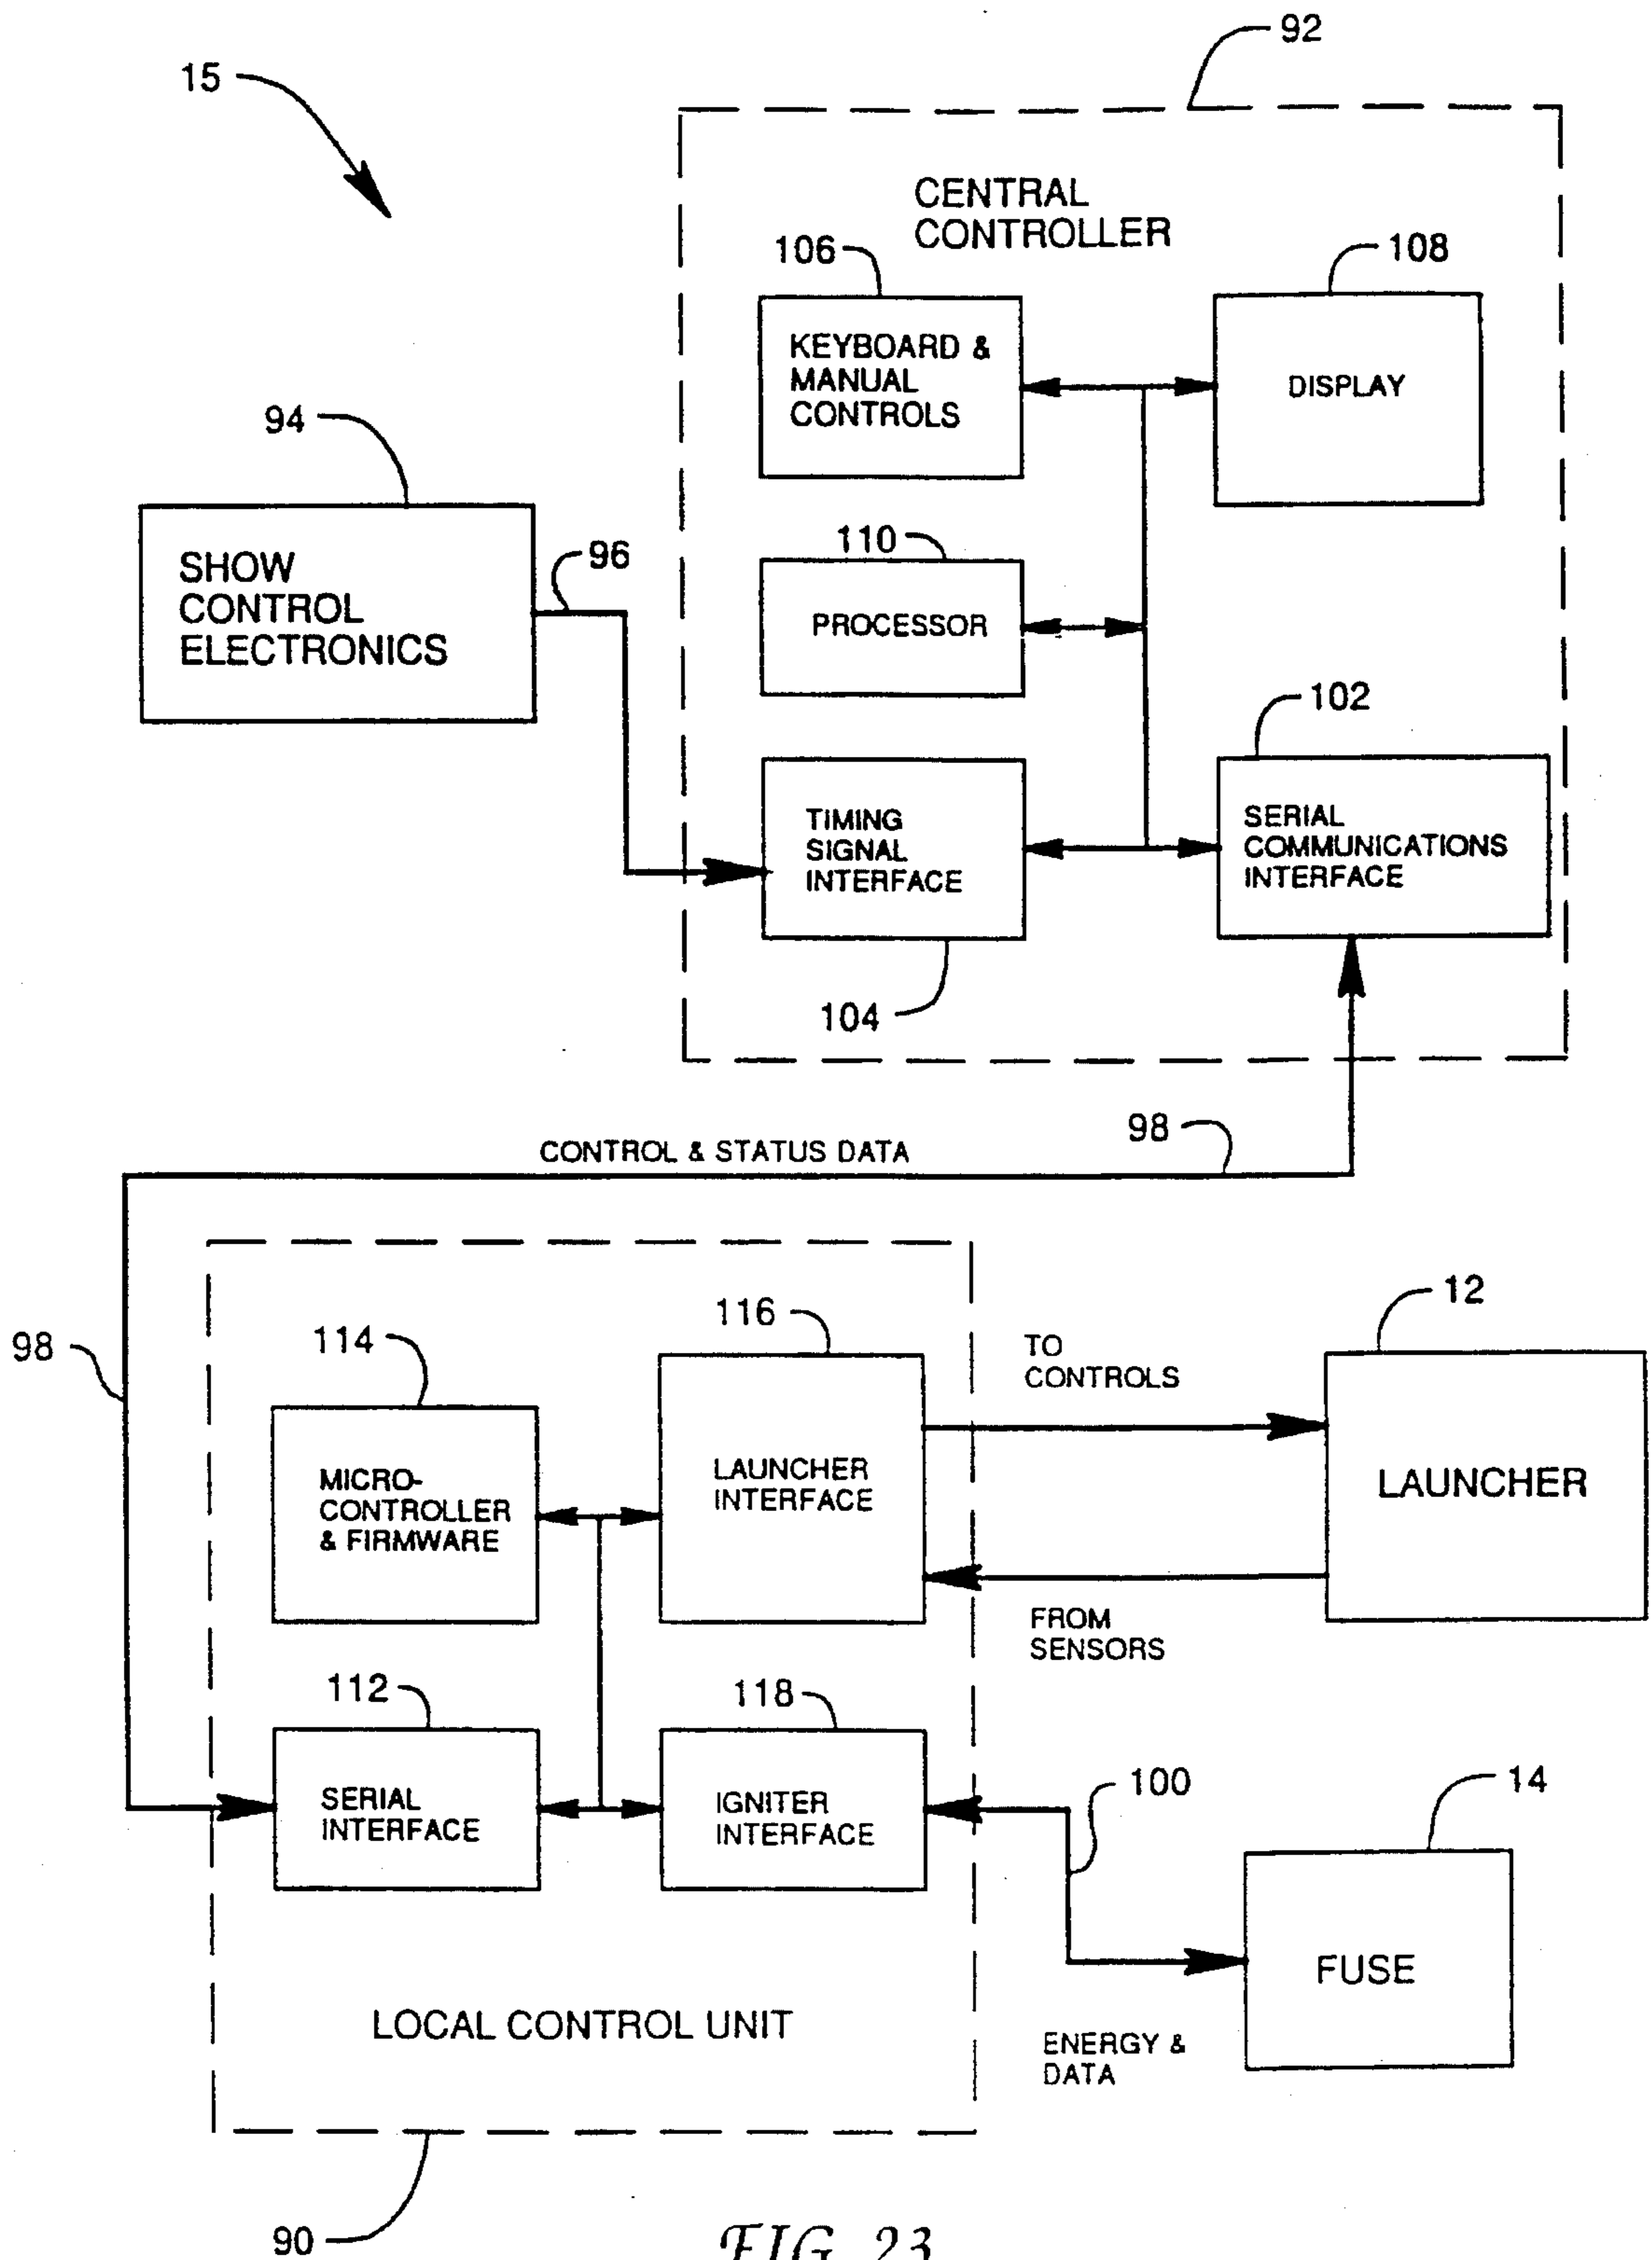 92
15
CENTRAL
CONTROLLER
106
108
KEYBOARD &
MANUAL
CONTROLS
DISPLAY
94
110
96
SHOW
CONTROL
ELECTRONICS
PROCESSOR
102
TIMING
SIGNAL
INTERFACE
SERIAL
COMMUNICATIONS
INTERFACE
104
98
CONTROL & STATUS DATA
12
116
114
98
TO
CONTROLS
MICRO-
CONTROLLER
& FIRMWARE
LAUNCHER
INTERFACE
LAUNCHER
FROM
SENSORS
112
118
100
14
SERIAL
INTERFACE
IGNITER
INTERFACE
FUSE
LOCAL CONTROL UNIT
ENERGY &
DATA
90
FIG. 23